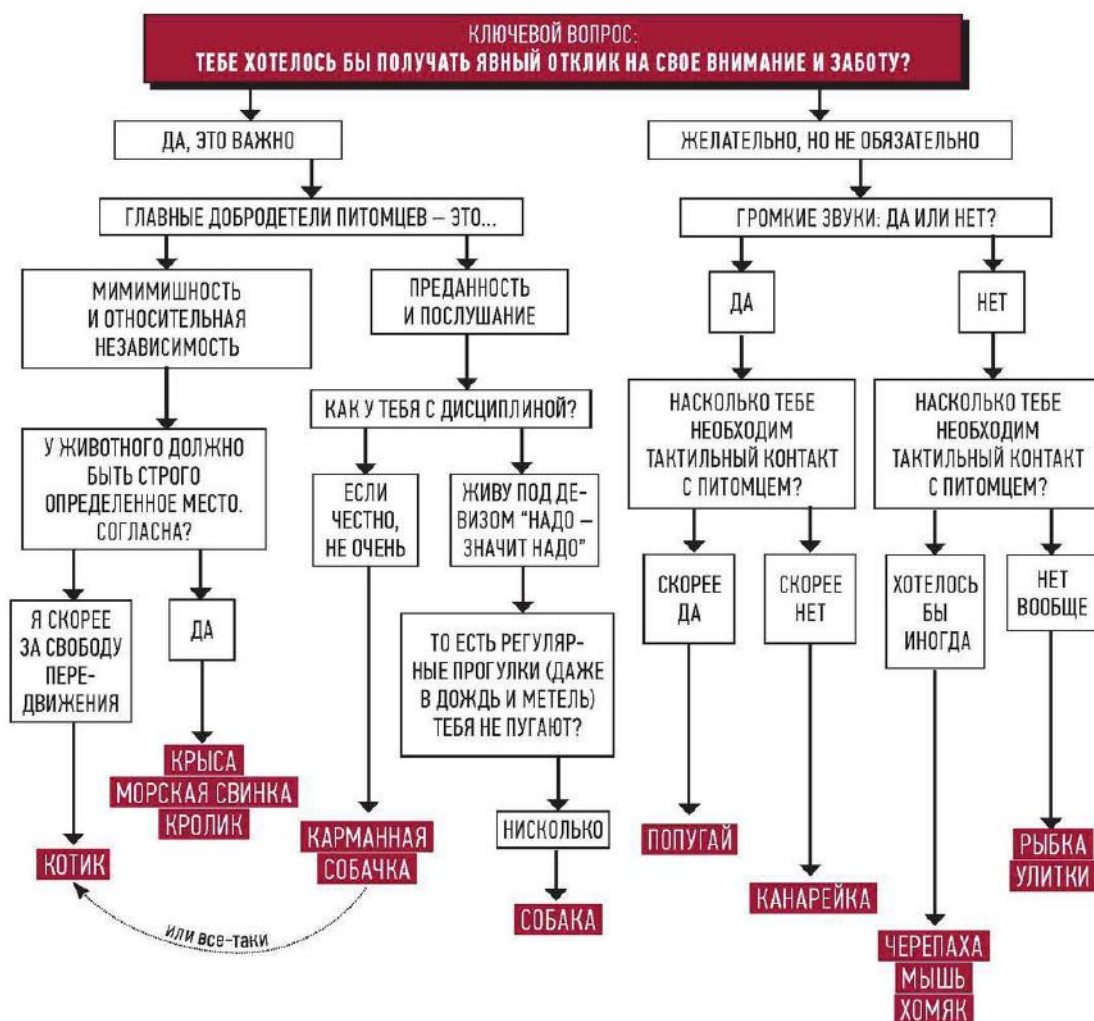 КЛЮЧЕВОЙ ВОПРОС:
ТЕБЕ ХОТЕЛОСЬ БЫ ПОЛУЧАТЬ ЯВНЫЙ ОТКЛИК НА СВОЕ ВНИМАНИЕ И ЗАБОТУ?
ДА, ЭТО ВАЖНО
ГЛАВНЫЕ ДОБРОДЕТЕЛИ ПИТОМЦЕВ – ЭТО...
МИМИМИШНОСТЬ
И ОТНОСИТЕЛЬНАЯ
НЕЗАВИСИМОСТЬ
У ЖИВОТНОГО ДОЛЖНО
БЫТЬ СТРОГО
ОПРЕДЕЛЕННОЕ МЕСТО.
СОГЛАСНА?
Я СКОРЕЕ
ЗА СВОБОДУ
ПЕРЕ-
ДВИЖЕНИЯ
КОТИК
ДА
КРЫСА
МОРСКАЯ СВИНКА
КРОЛИК
ПРЕДАННОСТЬ
И ПОСЛУШАНИЕ
КАК У ТЕБЯ С ДИСЦИПЛИНОЙ?
ЕСЛИ
ЧЕСТНО,
НЕ ОЧЕНЬ
КАРМАННАЯ
СОБАЧКА
или все-таки
ЖИВУ ПОД ДЕ-
ВИЗОМ “НАДО –
ЗНАЧИТ НАДО”
ТО ЕСТЬ РЕГУЛЯР-
НЫЕ ПРОГУЛКИ (ДАЖЕ
В ДОЖДЬ И МЕТЕЛЬ)
ТЕБЯ НЕ ПУГАЮТ?
НИСКОЛЬКО
СОБАКА
ЖЕЛАТЕЛЬНО, НО НЕ ОБЯЗАТЕЛЬНО
ГРОМКИЕ ЗВУКИ: ДА ИЛИ НЕТ?
ДА
НАСКОЛЬКО ТЕБЕ
НЕОБХОДИМ
ТАКТИЛЬНЫЙ КОНТАКТ
С ПИТОМЦЕМ?
СКОРЕЕ
ДА
ПОПУГАЙ
СКОРЕЕ
НЕТ
КАНАРЕЙКА
НЕТ
НАСКОЛЬКО ТЕБЕ
НЕОБХОДИМ
ТАКТИЛЬНЫЙ КОНТАКТ
С ПИТОМЦЕМ?
ХОТЕЛОСЬ
БЫ
ИНОГДА
ЧЕРЕПАХА
МЫШЬ
ХОМЯК
НЕТ
ВООБЩЕ
РЫБКА
УЛИТКИ